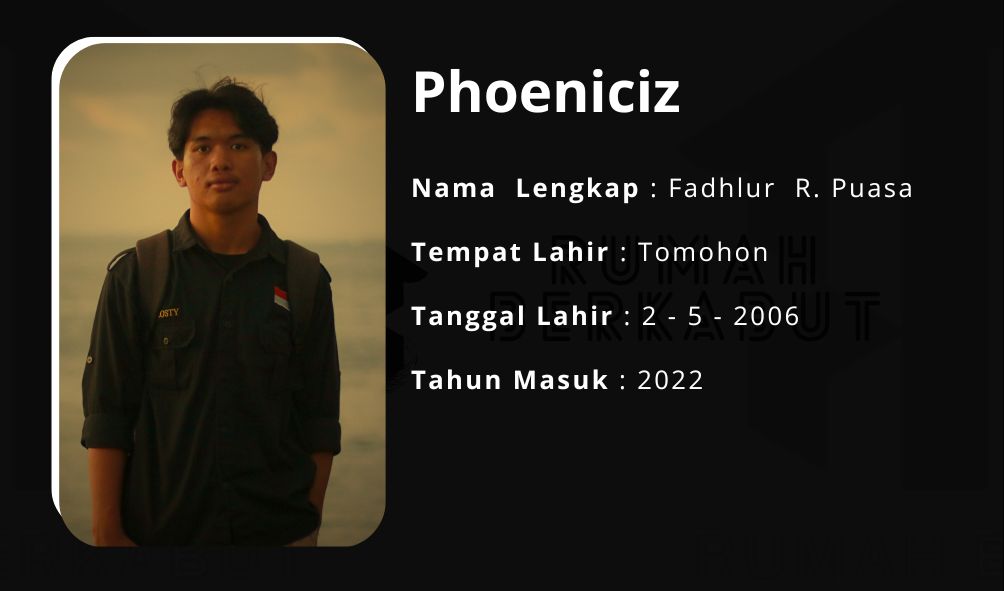 Phoeniciz
Nama Lengkap : Fadhlur R. Puasa
Tempat Lahir : Tomohon
RUMAH
BERKABUT
Tanggal Lahir : 2 - 5 - 2006
Tahun Masuk : 2022